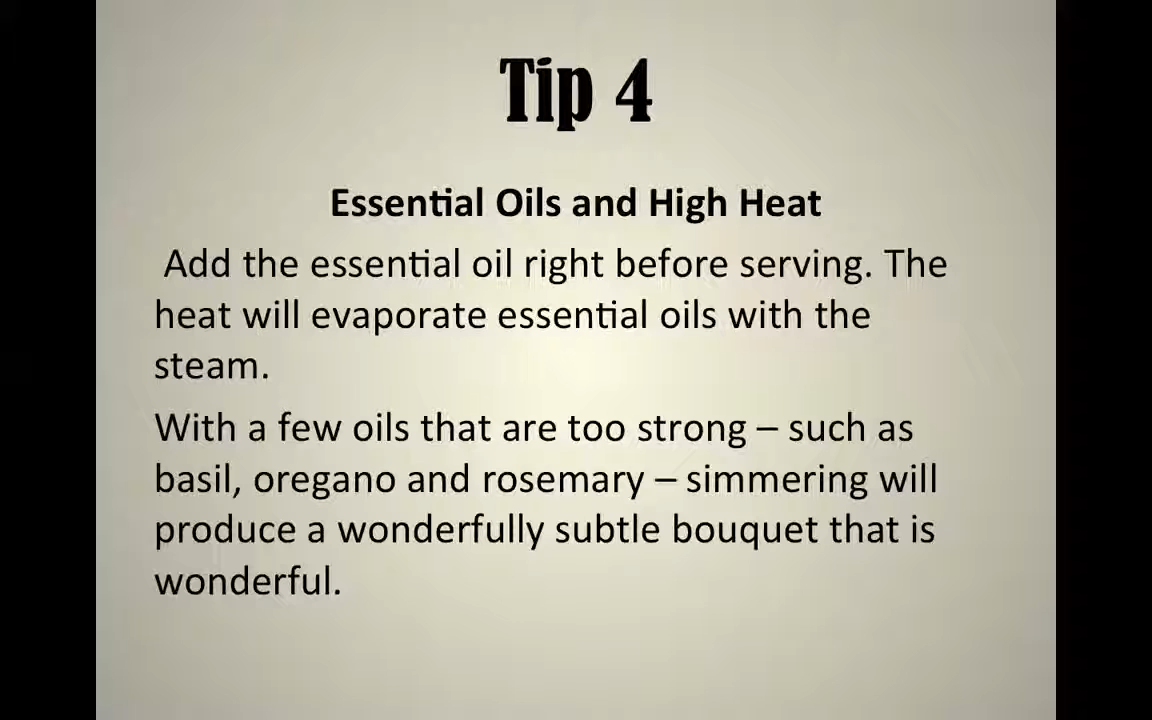 Tip 4
Essential Oils and High Heat
Add the essential oil right before serving. The
heat will evaporate essential oils with the
steam.
With a few oils that are too strong – such as
basil, oregano and rosemary – simmering will
produce a wonderfully subtle bouquet that is
wonderful.